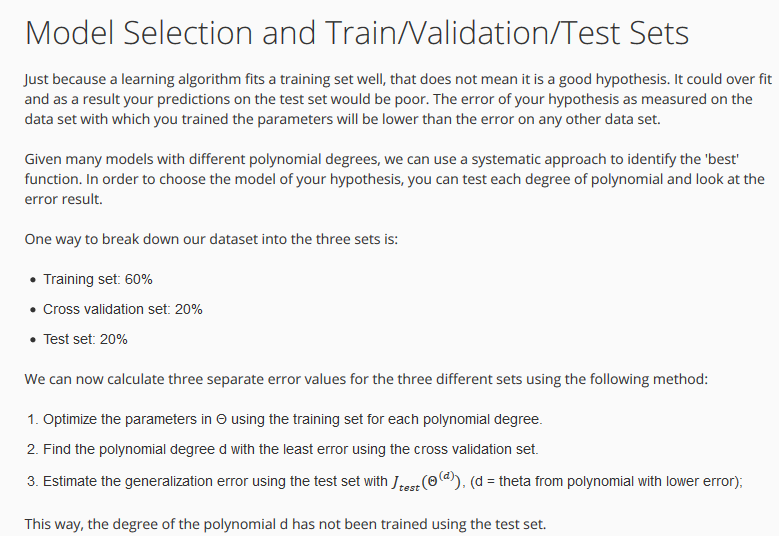 Model Selection and Train/Validation/Test Sets
Just because a learning algorithm fits a training set well, that does not mean it is a good hypothesis. It could over fit
and as a result your predictions on the test set would be poor. The error of your hypothesis as measured on the
data set with which you trained the parameters will be lower than the error on any other data set.
Given many models with different polynomial degrees, we can use a systematic approach to identify the 'best'
function. In order to choose the model of your hypothesis, you can test each degree of polynomial and look at the
error result.
One way to break down our dataset into the three sets is:
• Training set: 60%
• Cross validation set: 20%
• Test set: 20%
We can now calculate three separate error values for the three different sets using the following method:
1. Optimize the parameters in Θ using the training set for each polynomial degree.
2. Find the polynomial degree d with the least error using the cross validation set.
3. Estimate the generalization error using the test set with J_test(Θ^(d)), (d = theta from polynomial with lower error);
This way, the degree of the polynomial d has not been trained using the test set.